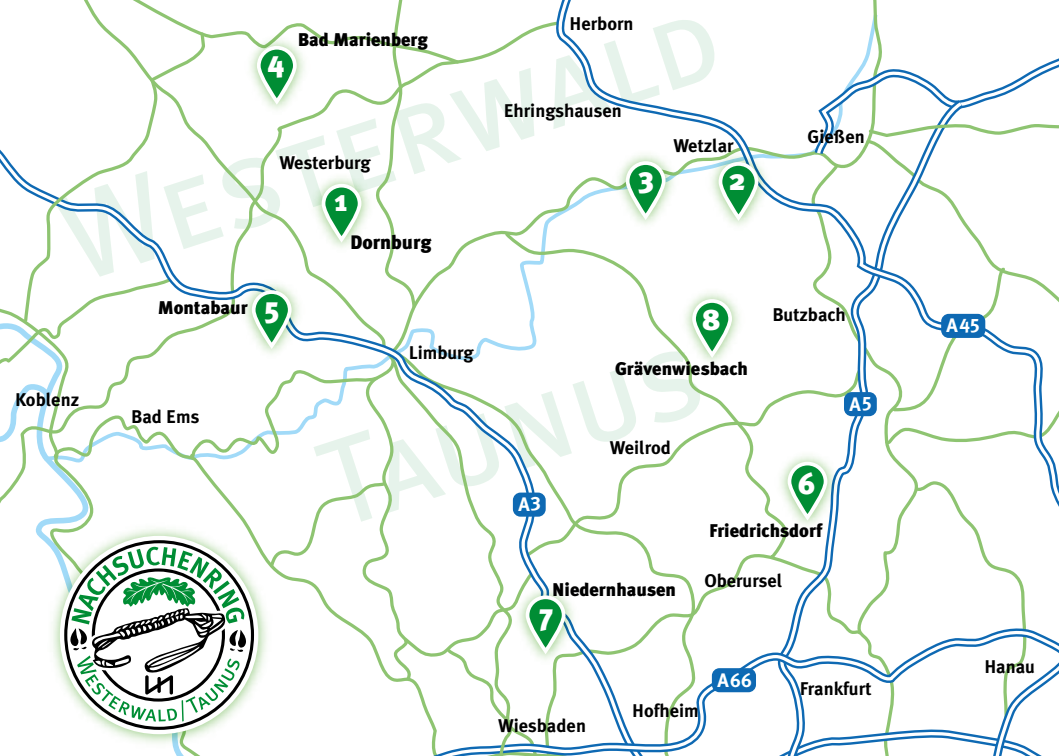 Herborn
Bad Marienberg
4
WESTERWALD
Ehringshausen
Gießen
Wetzlar
Westerburg
3
2
1
Dornburg
Montabaur
5
8
Butzbach
A45
Limburg
Grävenwiesbach
Koblenz
A5
Bad Ems
TAUNUS
Weilrod
6
A3
Friedrichsdorf
Oberursel
Niedernhausen
7
NACHSUCHENRING
WESTERWALD/TAUNUS
Hanau
A66
Frankfurt
Hofheim
Wiesbaden